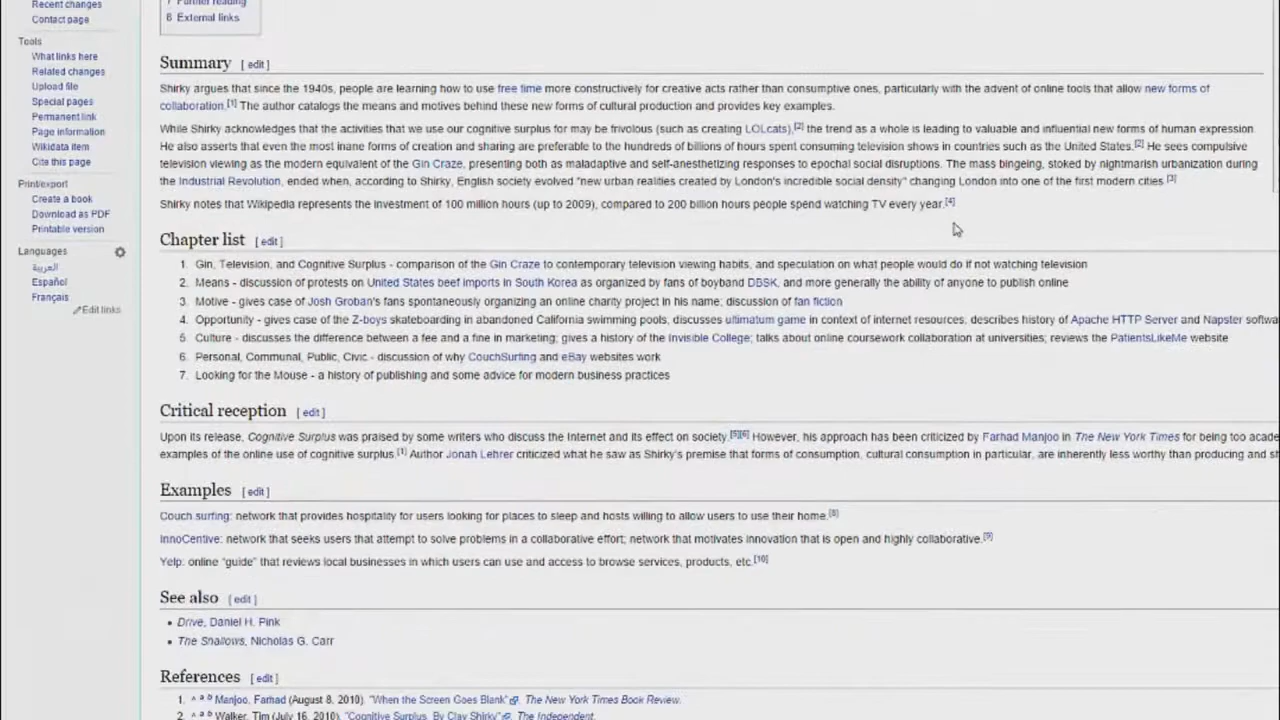 Recent changes
Contact page
Tools
What links here
Related changes
Upload file
Special pages
Permanent link
Page information
Wikidata item
Cite this page
Print/export
Create a book
Download as PDF
Printable version
Languages
العربية
Español
Français
Edit links
7 Further reading
8 External links
Summary [ edit ]
Shirky argues that since the 1940s, people are learning how to use free time more constructively for creative acts rather than consumptive ones, particularly with the advent of online tools that allow new forms of
collaboration.[1] The author catalogs the means and motives behind these new forms of cultural production and provides key examples.
While Shirky acknowledges that the activities that we use our cognitive surplus for may be frivolous (such as creating LOLcats),[2] the trend as a whole is leading to valuable and influential new forms of human expression.
He also asserts that even the most inane forms of creation and sharing are preferable to the hundreds of billions of hours spent consuming television shows in countries such as the United States.[2] He sees compulsive
television viewing as the modern equivalent of the Gin Craze, presenting both as maladaptive and self-anesthetizing responses to epochal social disruptions. The mass bingeing, stoked by nightmarish urbanization during
the Industrial Revolution, ended when, according to Shirky, English society evolved "new urban realities created by London's incredible social density" changing London into one of the first modern cities.[3]
Shirky notes that Wikipedia represents the investment of 100 million hours (up to 2009), compared to 200 billion hours people spend watching TV every year.[4]
Chapter list [ edit ]
1. Gin, Television, and Cognitive Surplus - comparison of the Gin Craze to contemporary television viewing habits, and speculation on what people would do if not watching television
2. Means - discussion of protests on United States beef imports in South Korea as organized by fans of boyband DBSK, and more generally the ability of anyone to publish online
3. Motive - gives case of Josh Groban's fans spontaneously organizing an online charity project in his name; discussion of fan fiction
4. Opportunity - gives case of the Z-boys skateboarding in abandoned California swimming pools, discusses ultimatum game in context of internet resources, describes history of Apache HTTP Server and Napster softwa
5. Culture - discusses the difference between a fee and a fine in marketing; gives a history of the Invisible College; talks about online coursework collaboration at universities; reviews the PatientsLikeMe website
6. Personal, Communal, Public, Civic - discussion of why CouchSurfing and eBay websites work
7. Looking for the Mouse - a history of publishing and some advice for modern business practices
Critical reception [ edit ]
Upon its release, Cognitive Surplus was praised by some writers who discuss the Internet and its effect on society.[5][6] However, his approach has been criticized by Farhad Manjoo in The New York Times for being too acade
examples of the online use of cognitive surplus.[1] Author Jonah Lehrer criticized what he saw as Shirky's premise that forms of consumption, cultural consumption in particular, are inherently less worthy than producing and sh
Examples [ edit ]
Couch surfing: network that provides hospitality for users looking for places to sleep and hosts willing to allow users to use their home.[8]
InnoCentive: network that seeks users that attempt to solve problems in a collaborative effort; network that motivates innovation that is open and highly collaborative.[9]
Yelp: online "guide" that reviews local businesses in which users can use and access to browse services, products, etc.[10]
See also [ edit ]
• Drive, Daniel H. Pink
• The Shallows, Nicholas G. Carr
References [ edit ]
1. ^ a b Manjoo, Farhad (August 8, 2010). "When the Screen Goes Blank". The New York Times Book Review.
2. ^ a b Walker, Tim (July 16, 2010). "Cognitive Surplus, By Clay Shirky". The Independent.